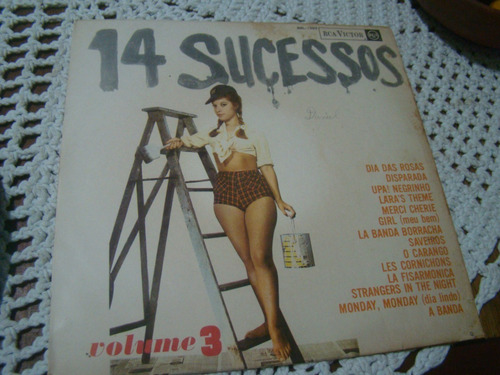 RCA VICTOR
14 SUCESSOS
DIA DAS ROSAS
DISPARADA
UPA! NEGRINHO
LARA'S THEME
MERCI CHERIE
GIRL (meu bem)
LA BANDA BORRACHA
SAVEIROS
O CARANGO
LES CORNICHONS
LA FISARMONICA
STRANGERS IN THE NIGHT
MONDAY, MONDAY (dia lindo)
A BANDA
volume 3